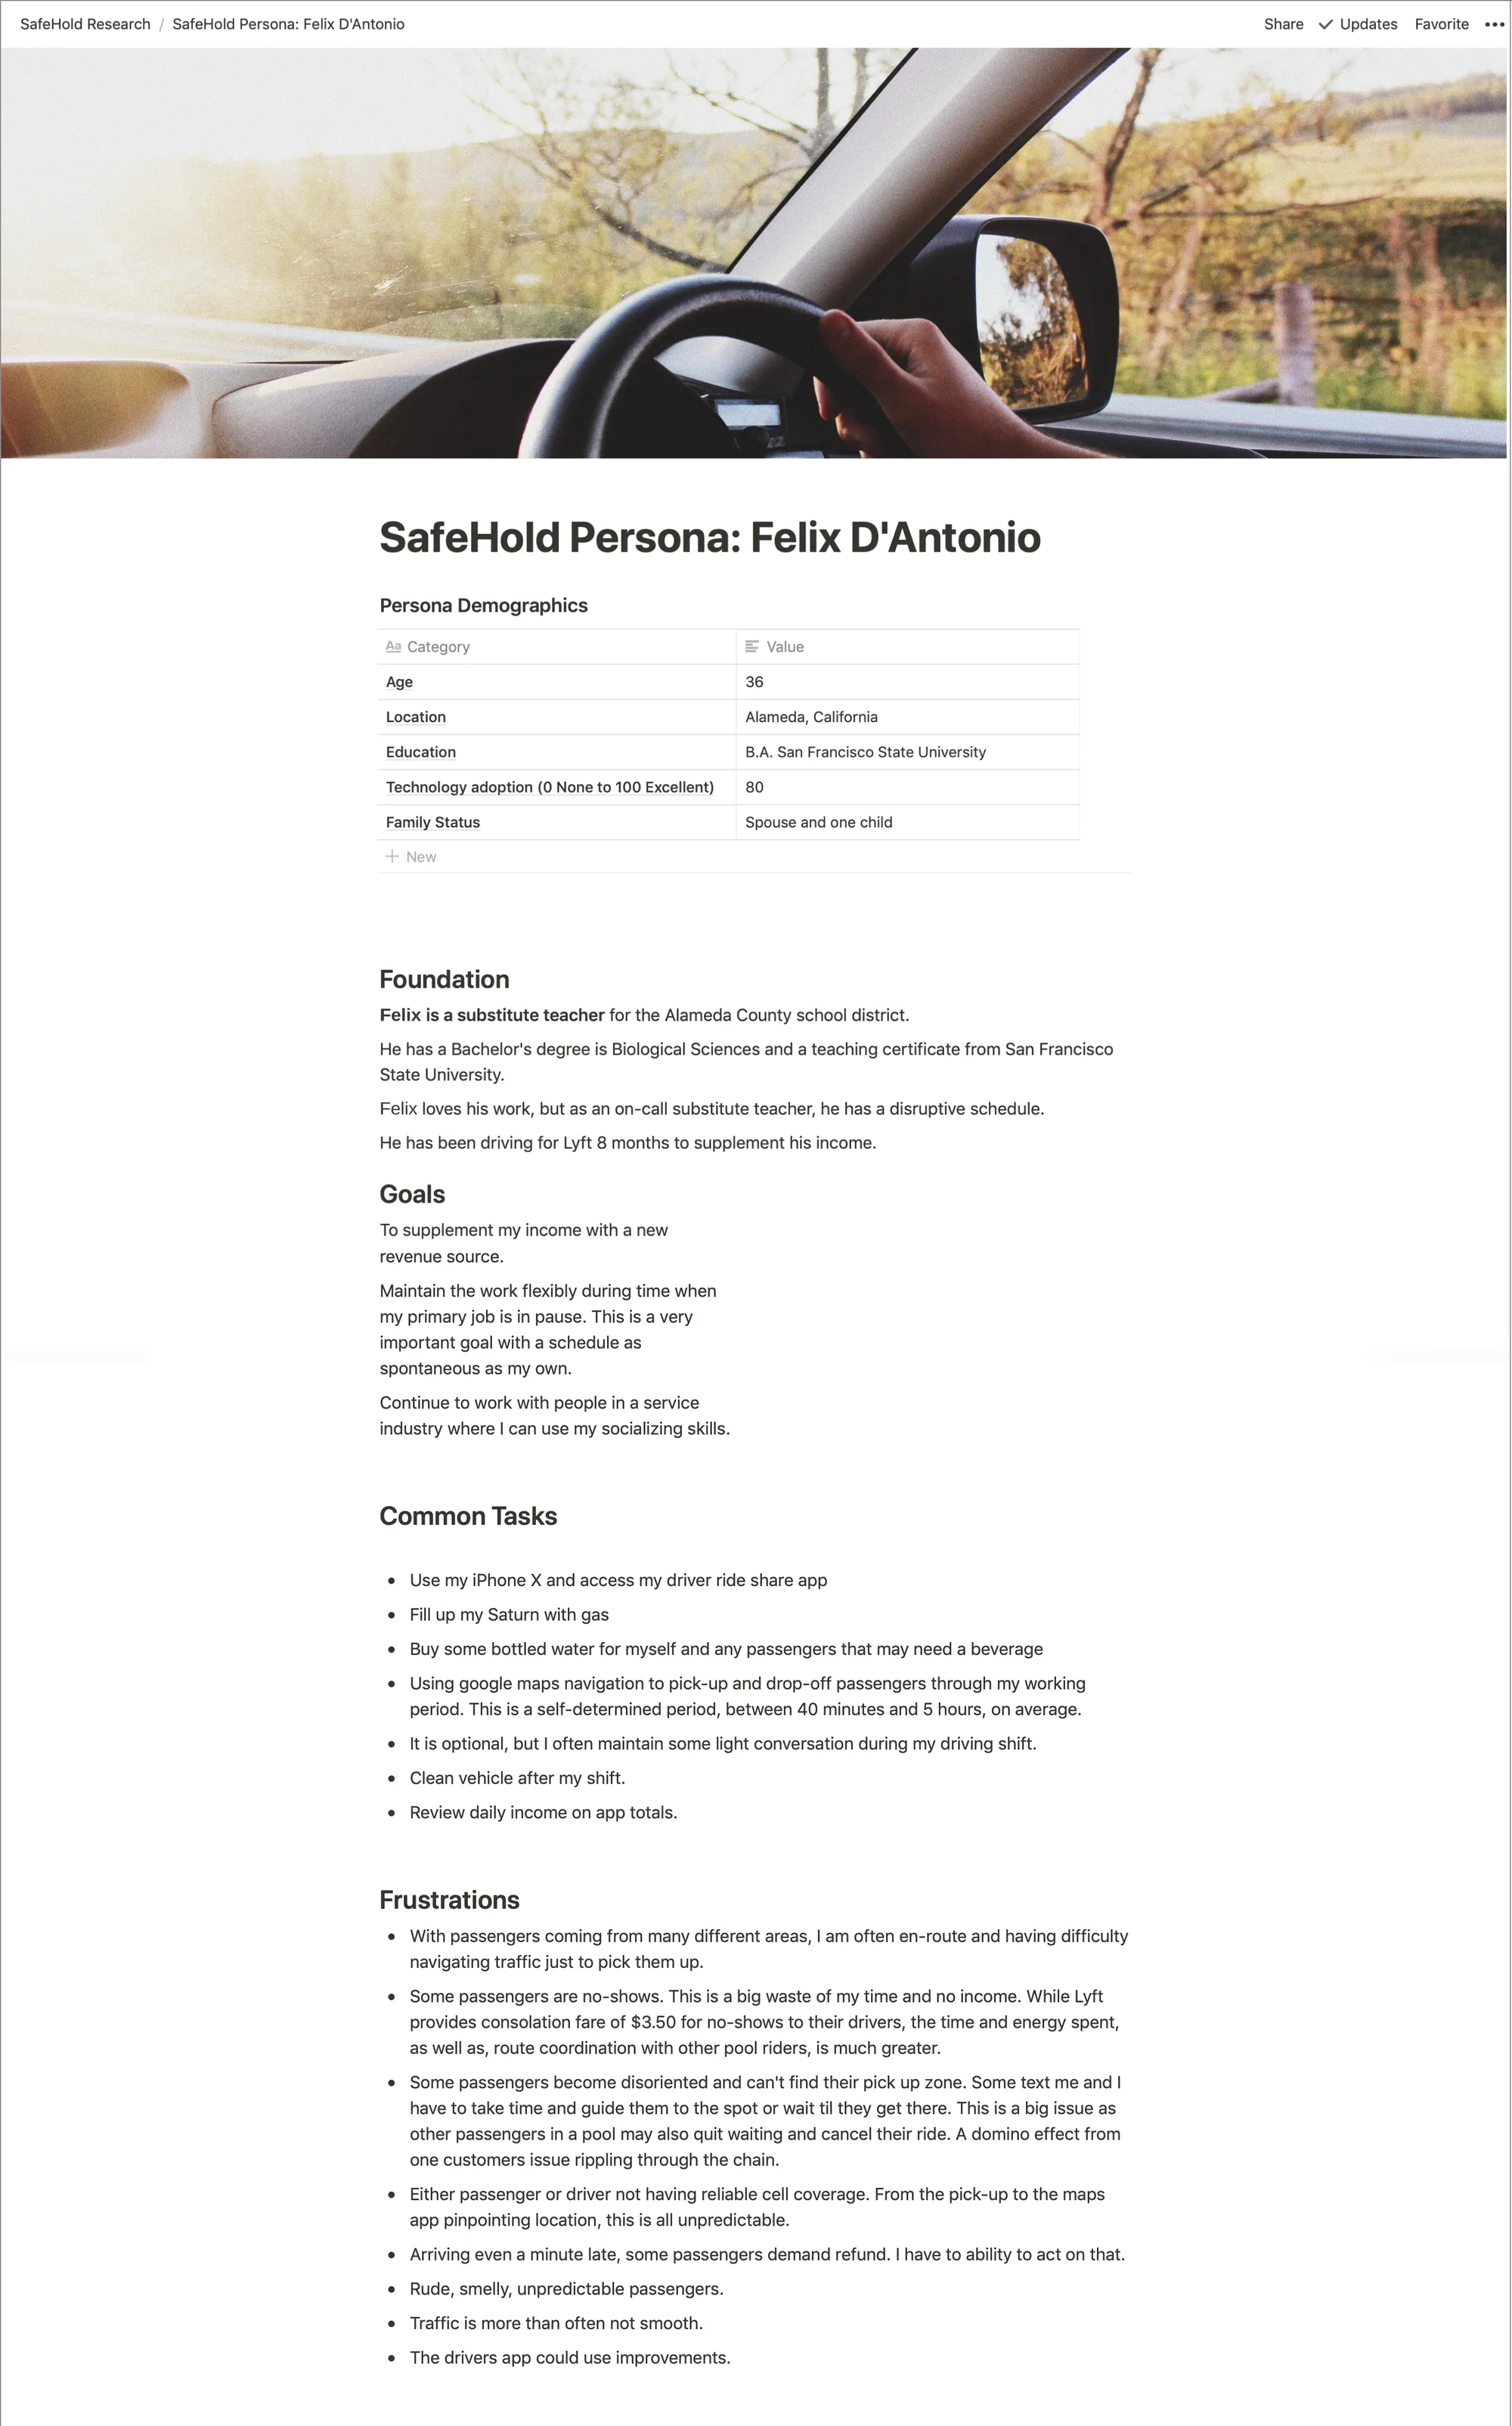 SafeHold Research / SafeHold Persona: Felix D'Antonio
Share ✓ Updates Favorite •••
SafeHold Persona: Felix D'Antonio
Persona Demographics
Aa Category Value
Age 36
Location Alameda, California
Education B.A. San Francisco State University
Technology adoption (0 None to 100 Excellent) 80
Family Status Spouse and one child
+ New
Foundation
Felix is a substitute teacher for the Alameda County school district.
He has a Bachelor's degree is Biological Sciences and a teaching certificate from San Francisco
State University.
Felix loves his work, but as an on-call substitute teacher, he has a disruptive schedule.
He has been driving for Lyft 8 months to supplement his income.
Goals
To supplement my income with a new
revenue source.
Maintain the work flexibly during time when
my primary job is in pause. This is a very
important goal with a schedule as
spontaneous as my own.
Continue to work with people in a service
industry where I can use my socializing skills.
Common Tasks
• Use my iPhone X and access my driver ride share app
• Fill up my Saturn with gas
• Buy some bottled water for myself and any passengers that may need a beverage
• Using google maps navigation to pick-up and drop-off passengers through my working
period. This is a self-determined period, between 40 minutes and 5 hours, on average.
• It is optional, but I often maintain some light conversation during my driving shift.
• Clean vehicle after my shift.
• Review daily income on app totals.
Frustrations
• With passengers coming from many different areas, I am often en-route and having difficulty
navigating traffic just to pick them up.
• Some passengers are no-shows. This is a big waste of my time and no income. While Lyft
provides consolation fare of $3.50 for no-shows to their drivers, the time and energy spent,
as well as, route coordination with other pool riders, is much greater.
• Some passengers become disoriented and can't find their pick up zone. Some text me and I
have to take time and guide them to the spot or wait til they get there. This is a big issue as
other passengers in a pool may also quit waiting and cancel their ride. A domino effect from
one customers issue rippling through the chain.
• Either passenger or driver not having reliable cell coverage. From the pick-up to the maps
app pinpointing location, this is all unpredictable.
• Arriving even a minute late, some passengers demand refund. I have to ability to act on that.
• Rude, smelly, unpredictable passengers.
• Traffic is more than often not smooth.
• The drivers app could use improvements.